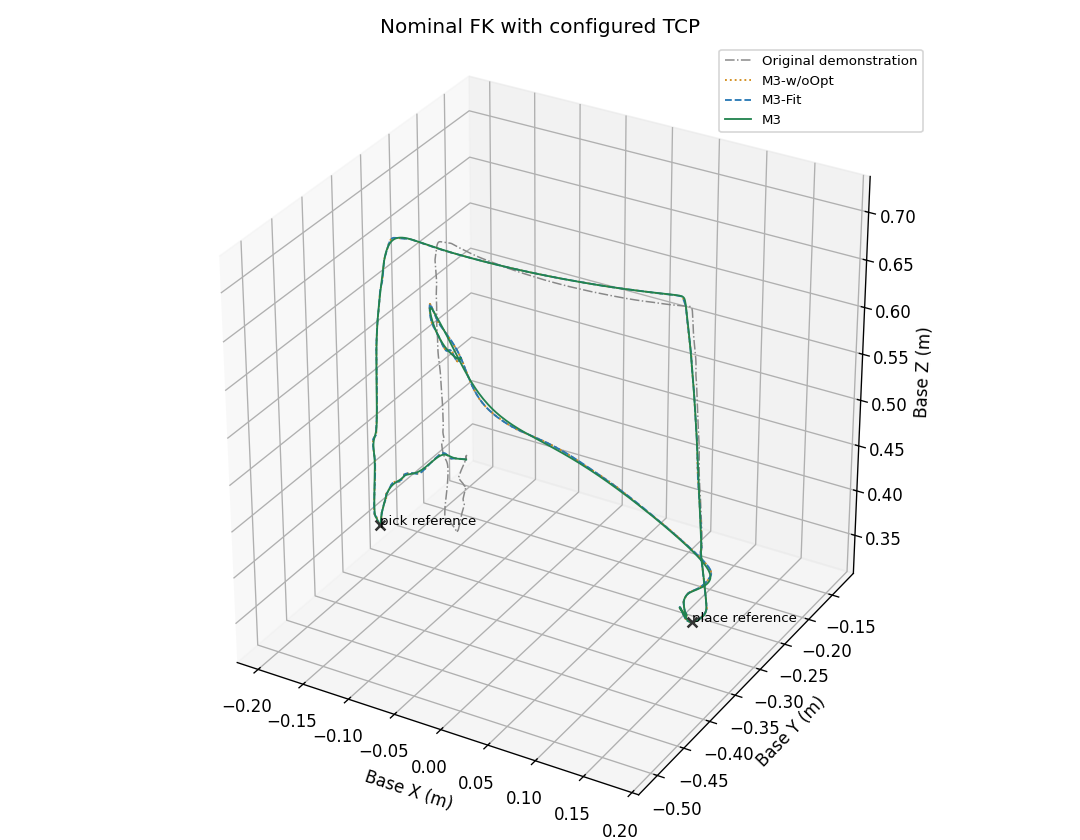 Nominal FK with configured TCP
Original demonstration
M3-w/oOpt
M3-Fit
M3
0.70
0.65
0.60
0.55
0.50
0.45
0.40
0.35
Base Z (m)
pick reference
place reference
−0.15
−0.20
−0.25
−0.30
−0.35
−0.40
−0.45
−0.50
Base Y (m)
−0.20
−0.15
−0.10
−0.05
0.00
0.05
0.10
0.15
0.20
Base X (m)